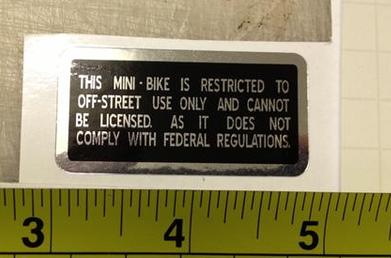 THIS MINI-BIKE IS RESTRICTED TO
OFF-STREET USE ONLY AND CANNOT
BE LICENSED. AS IT DOES NOT
COMPLY WITH FEDERAL REGULATIONS.
3 4 5